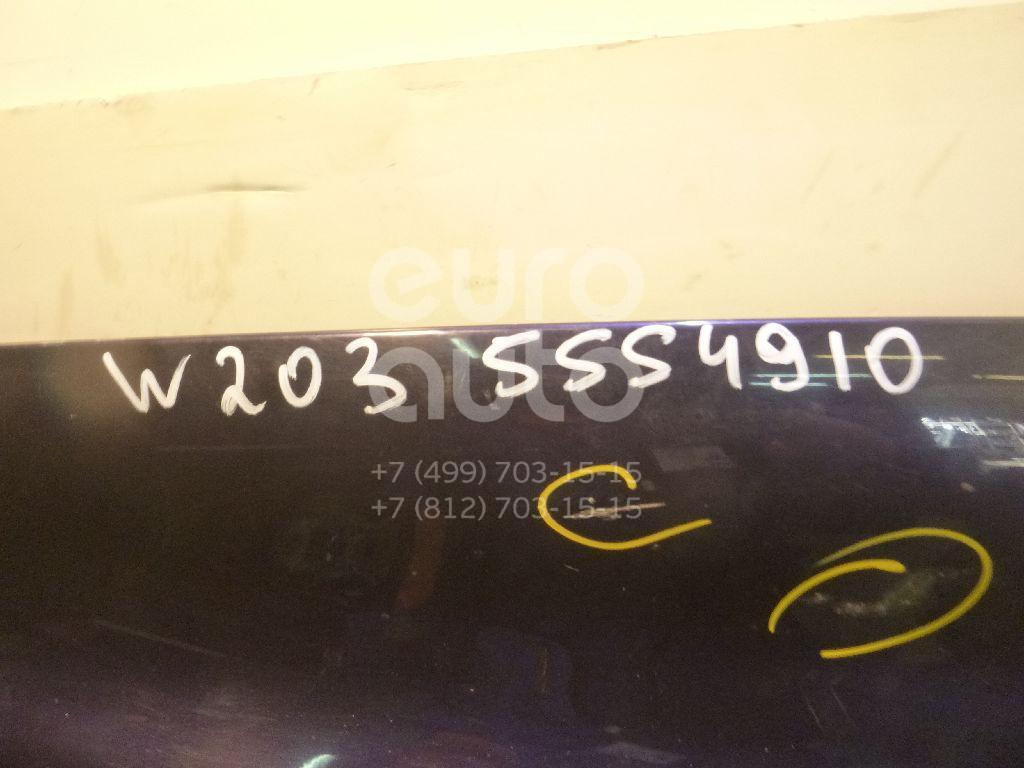 euro
auto
W203 5554910
+7 (499) 703-15-15
+7 (812) 703-15-15